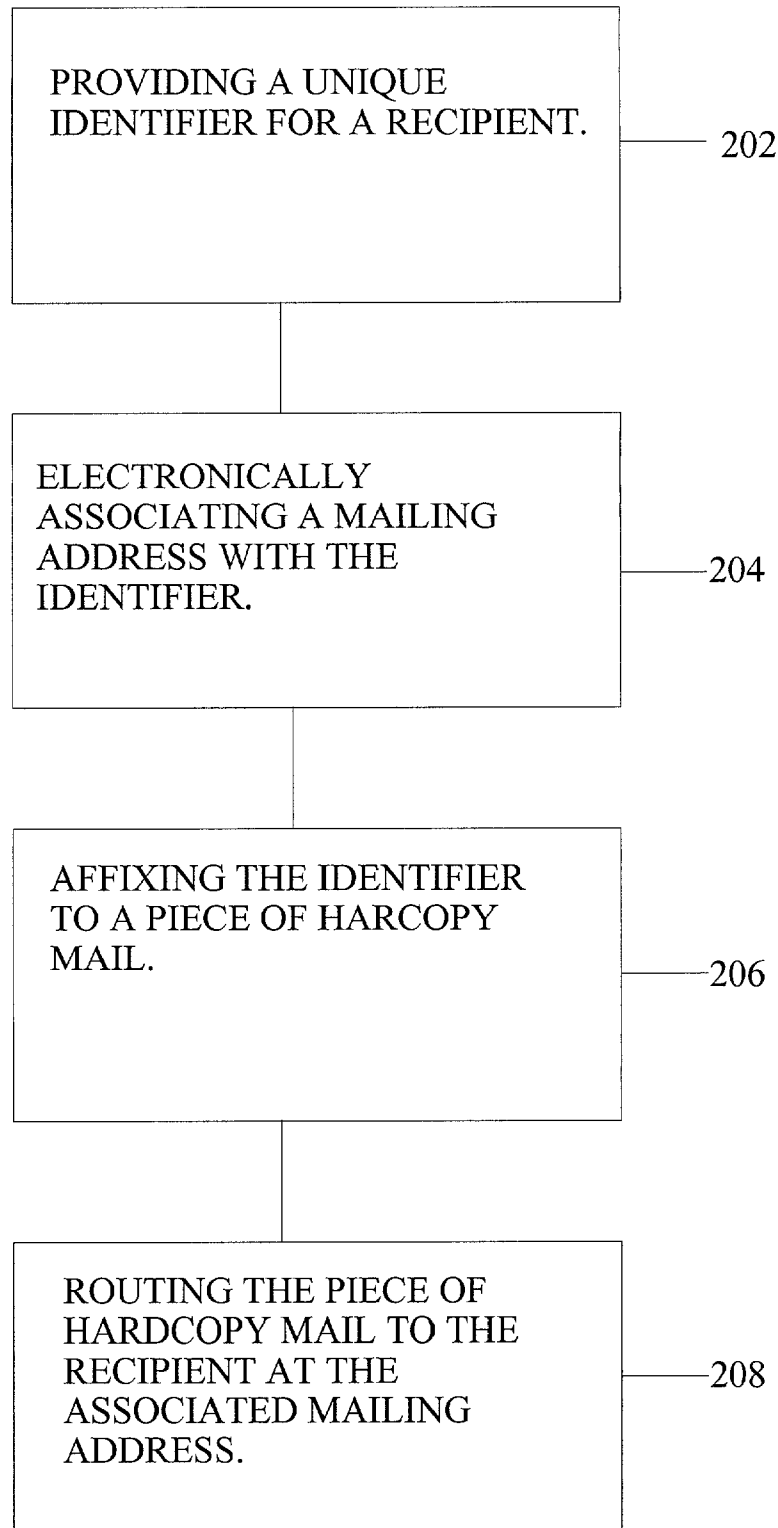 PROVIDING A UNIQUE
IDENTIFIER FOR A RECIPIENT.
202
ELECTRONICALLY
ASSOCIATING A MAILING
ADDRESS WITH THE
IDENTIFIER.
204
AFFIXING THE IDENTIFIER
TO A PIECE OF HARCOPY
MAIL.
206
ROUTING THE PIECE OF
HARDCOPY MAIL TO THE
RECIPIENT AT THE
ASSOCIATED MAILING
ADDRESS.
208